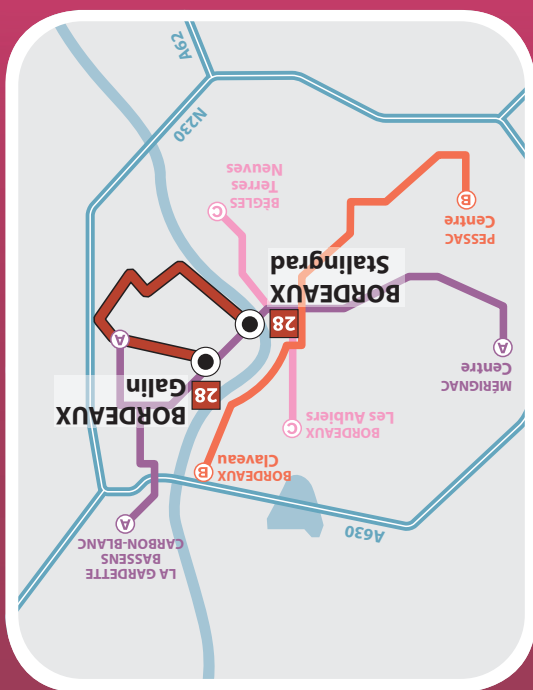 LA GARDETTE
BASSENS
CARBON-BLANC
A
A630
BORDEAUX
Claveau
B
BORDEAUX
Les Aubiers
C
28
BORDEAUX
Galin
MÉRIGNAC
Centre
A
A
28
BORDEAUX
Stalingrad
PESSAC
Centre
B
C
BÈGLES
Terres
Neuves
N230
A62